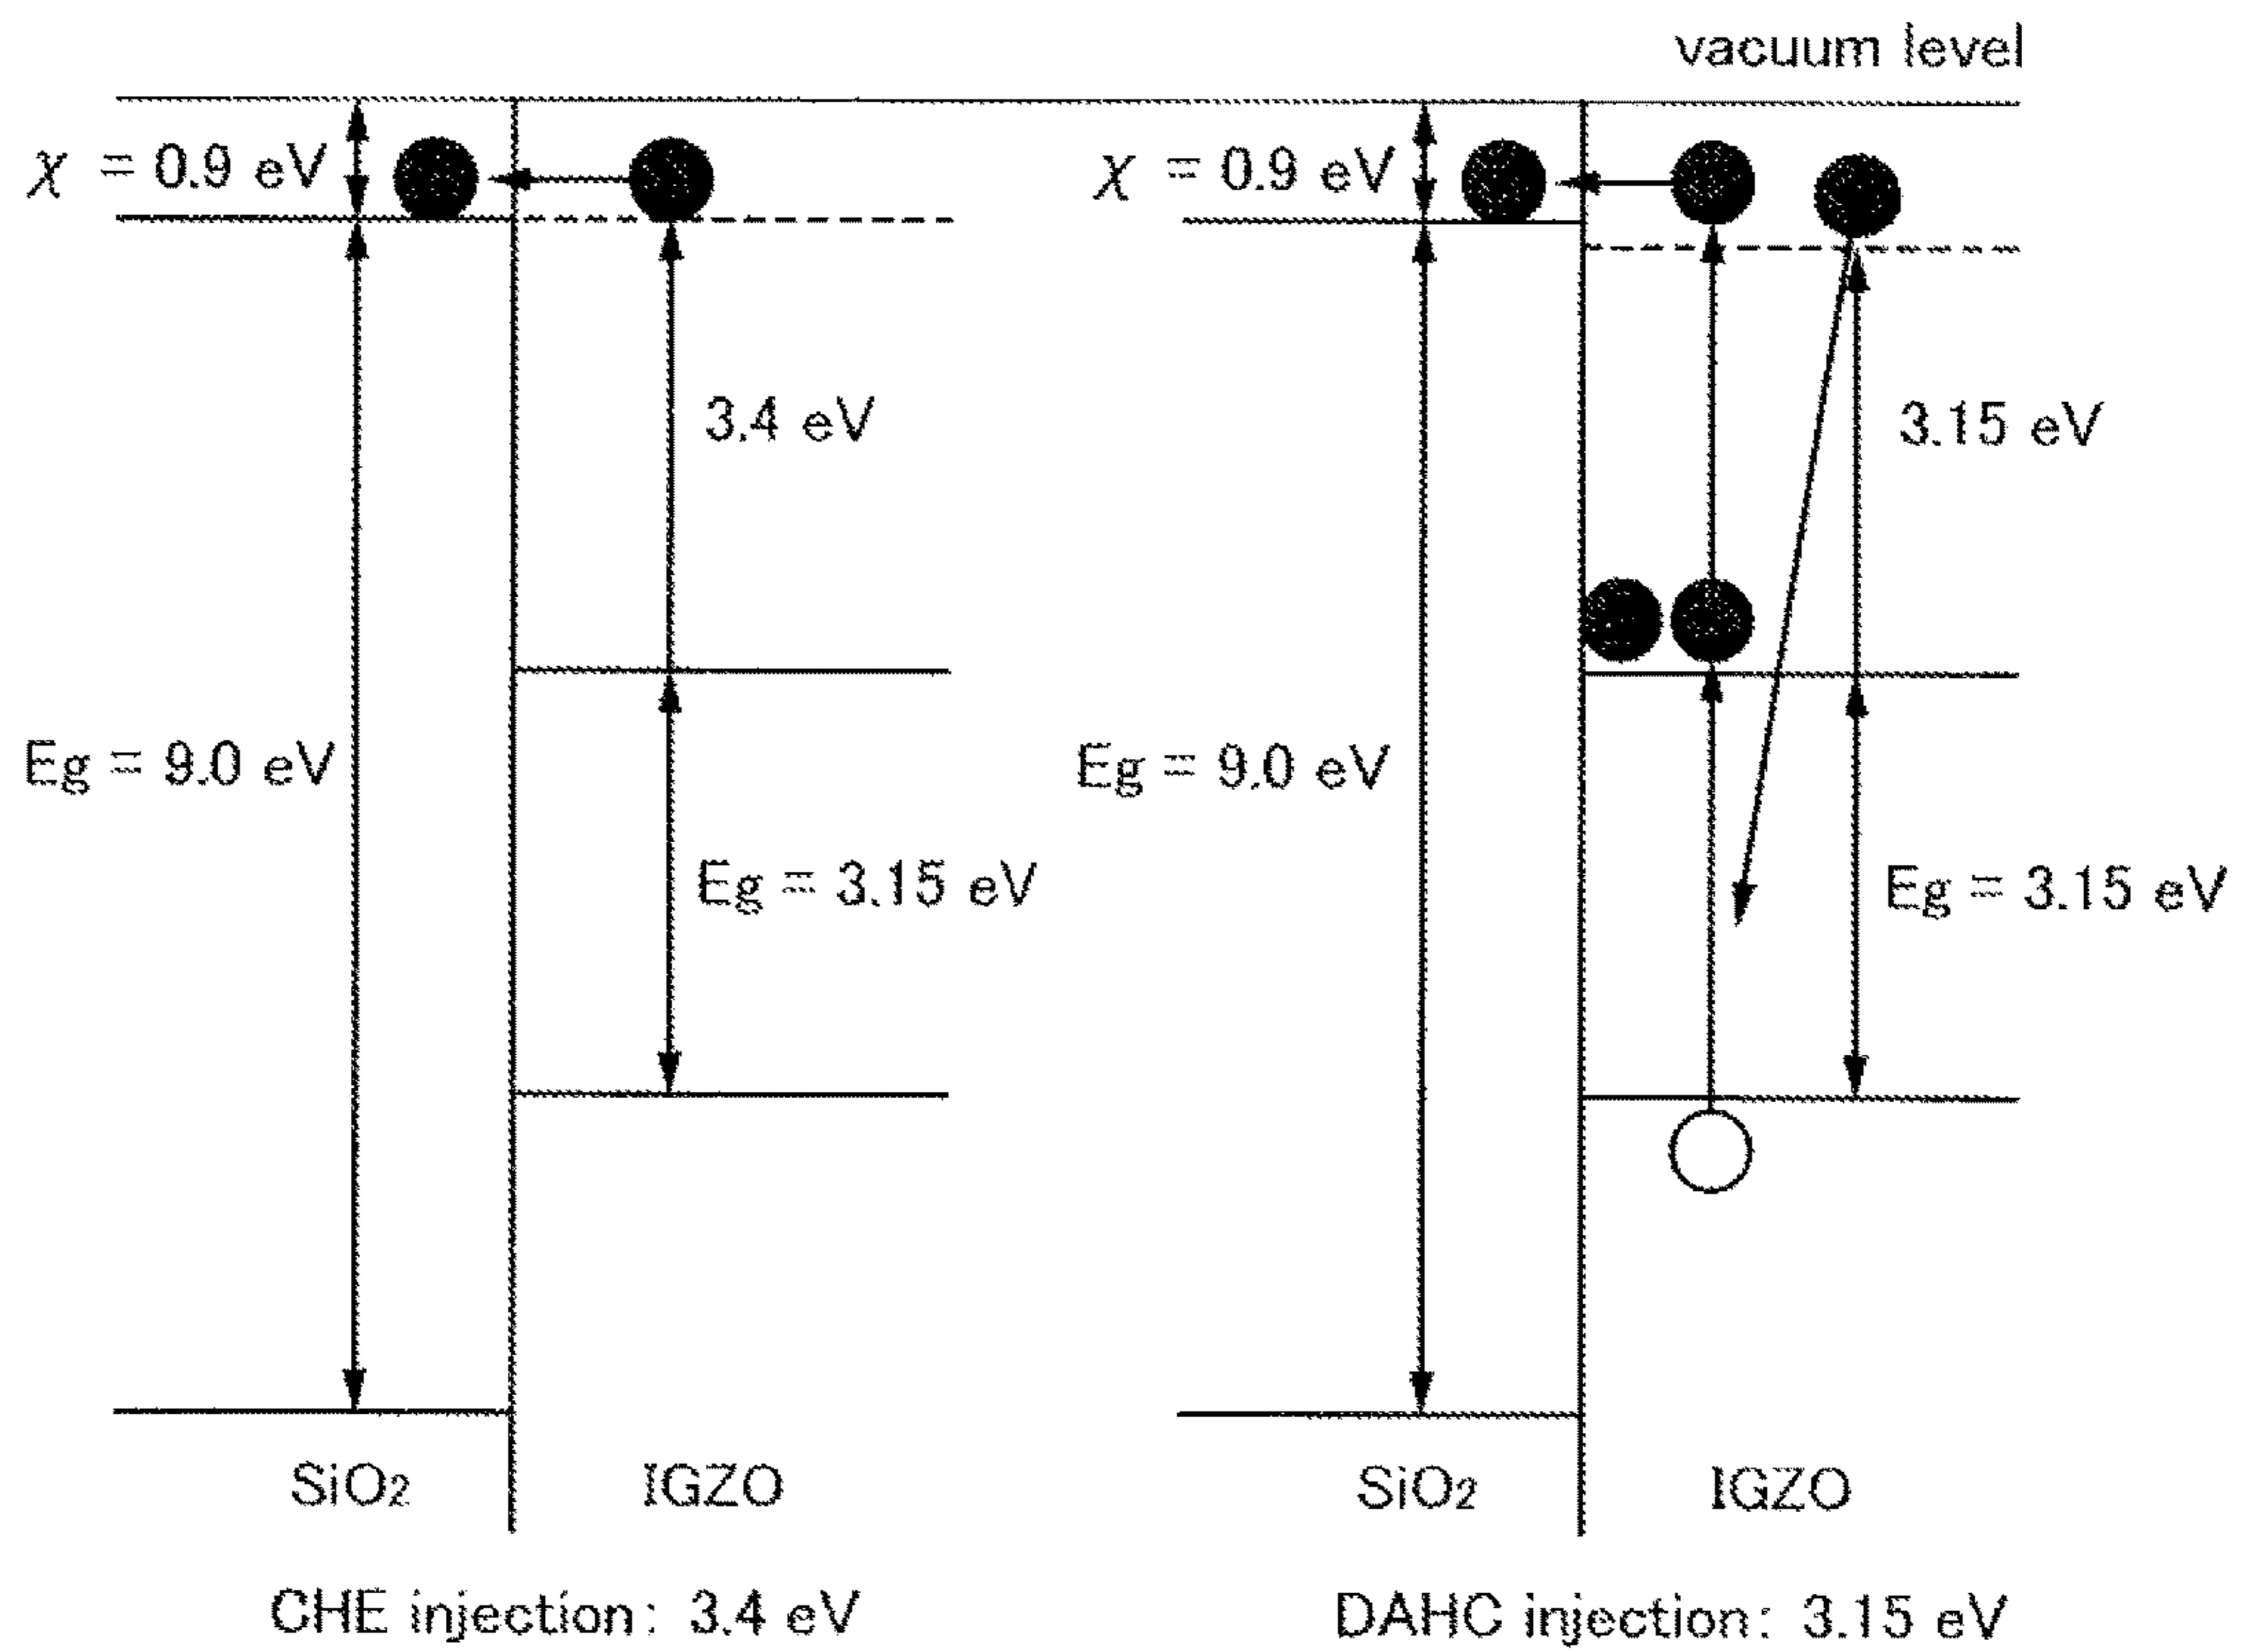 vacuum level
χ = 0.9 eV
χ = 0.9 eV
3.4 eV
3.15 eV
Eg = 9.0 eV
Eg = 9.0 eV
Eg = 3.15 eV
Eg = 3.15 eV
SiO₂
IGZO
SiO₂
IGZO
CHE injection: 3.4 eV
DAHC injection: 3.15 eV